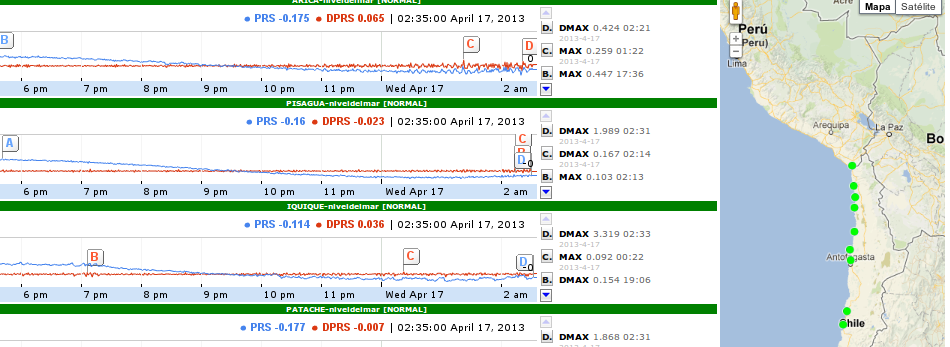 ARICA-niveldelmar [NORMAL]
PRS -0.175 DPRS 0.065 | 02:35:00 April 17, 2013
B
C
D
0
6 pm 7 pm 8 pm 9 pm 10 pm 11 pm Wed Apr 17 2 am
D. DMAX 0.424 02:21
2013-4-17
C. MAX 0.259 01:22
B. MAX 0.447 17:36
PISAGUA-niveldelmar [NORMAL]
PRS -0.16 DPRS -0.023 | 02:35:00 April 17, 2013
A
C
B
D
0
6 pm 7 pm 8 pm 9 pm 10 pm 11 pm Wed Apr 17 2 am
D. DMAX 1.989 02:31
2013-4-17
C. DMAX 0.167 02:14
2013-4-17
B. MAX 0.103 02:13
IQUIQUE-niveldelmar [NORMAL]
PRS -0.114 DPRS 0.036 | 02:35:00 April 17, 2013
B
C
D
-0
6 pm 7 pm 8 pm 9 pm 10 pm 11 pm Wed Apr 17 2 am
D. DMAX 3.319 02:33
2013-4-17
C. MAX 0.092 00:22
2013-4-17
B. DMAX 0.154 19:06
PATACHE-niveldelmar [NORMAL]
PRS -0.177 DPRS -0.007 | 02:35:00 April 17, 2013
D. DMAX 1.868 02:31
Acre
Mapa Satélite
Perú
(Peru)
Lima
Arequipa
La Paz
Bo
Antofagasta
Chile